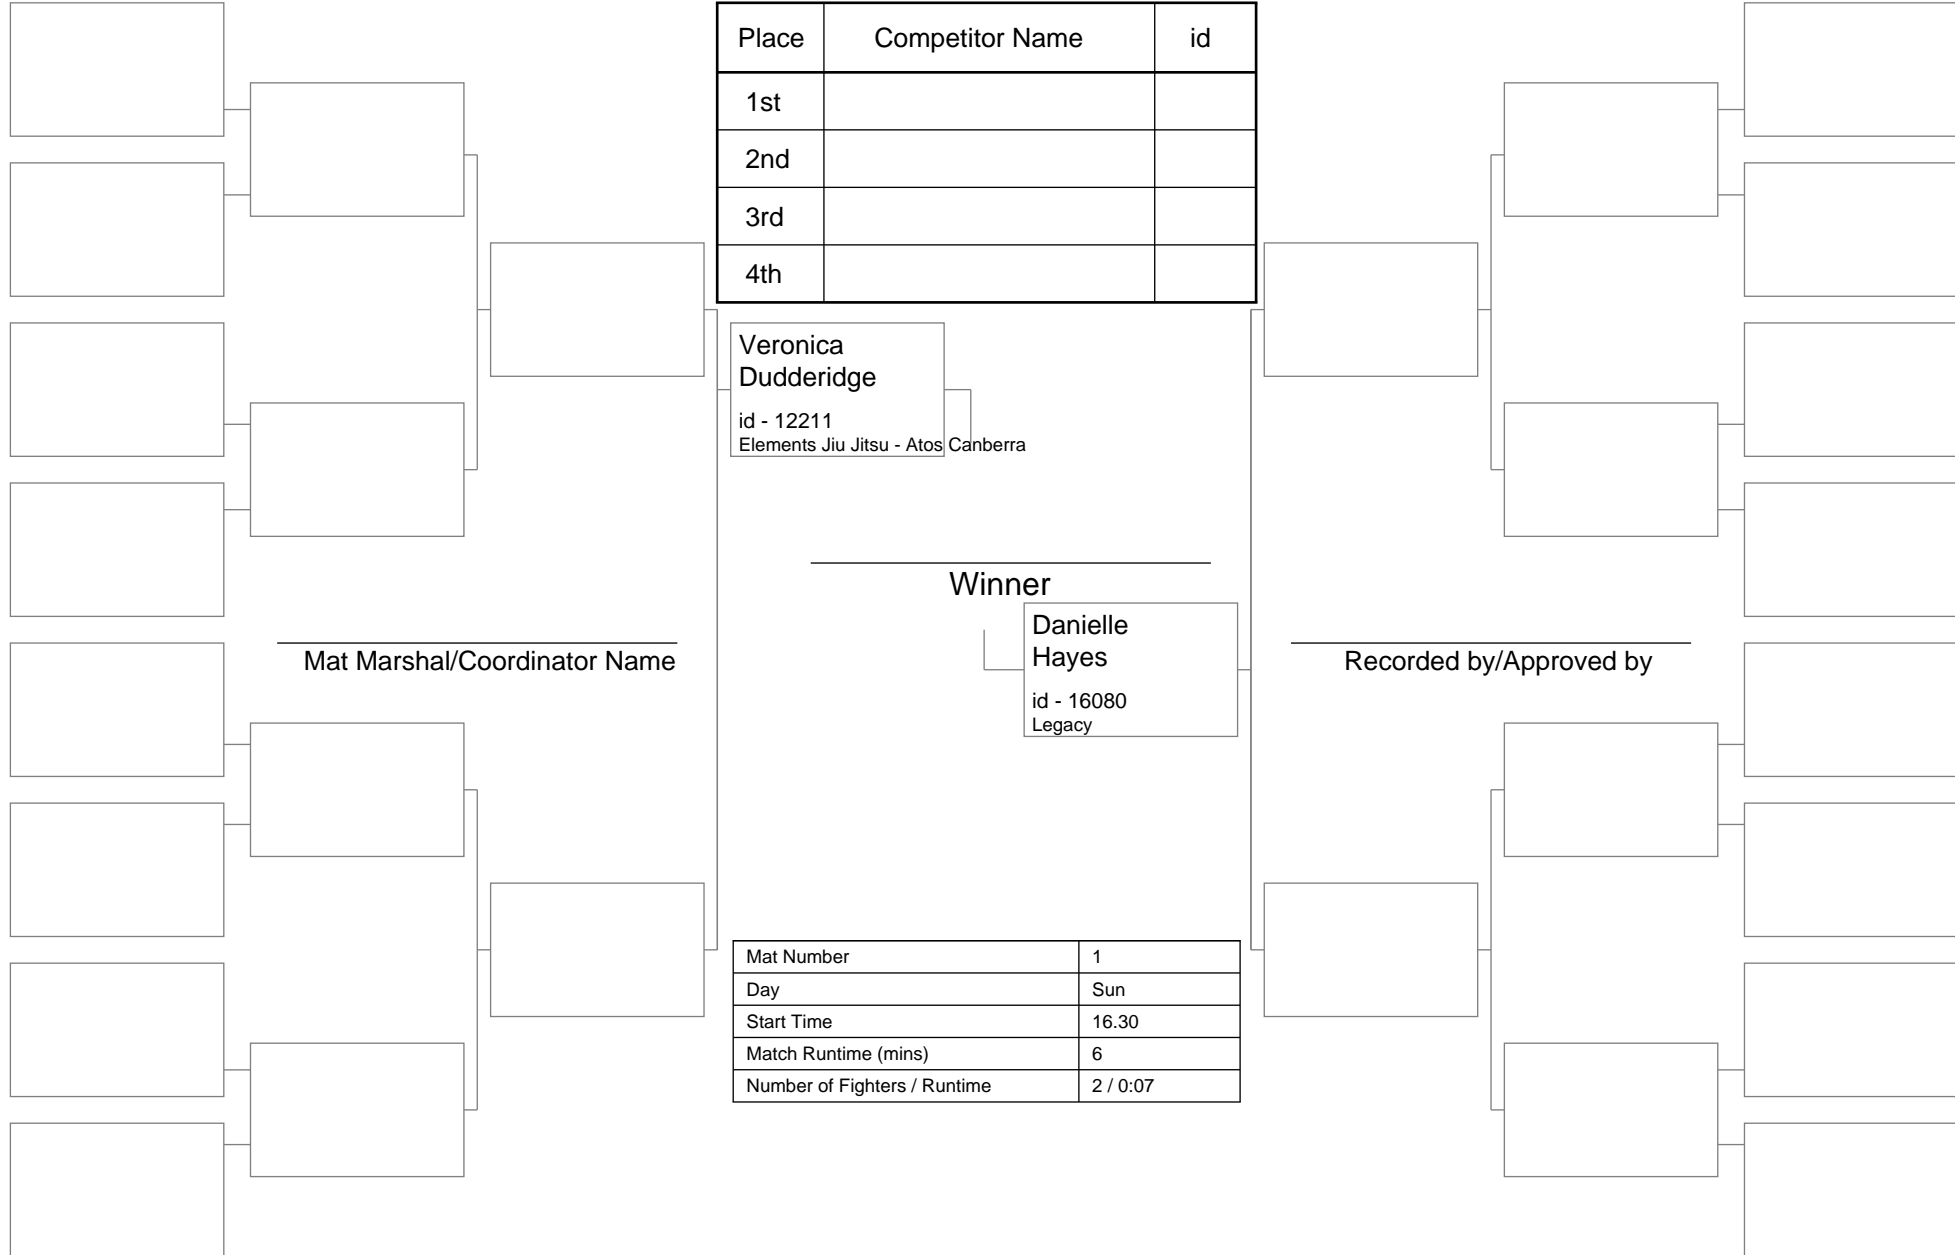 Place Competitor Name id
1st
2nd
3rd
4th
Veronica
Dudderidge
id - 12211
Elements Jiu Jitsu - Atos Canberra
Winner
Danielle
Hayes
id - 16080
Legacy
Mat Marshal/Coordinator Name
Recorded by/Approved by
Mat Number 1
Day Sun
Start Time 16.30
Match Runtime (mins) 6
Number of Fighters / Runtime 2 / 0:07